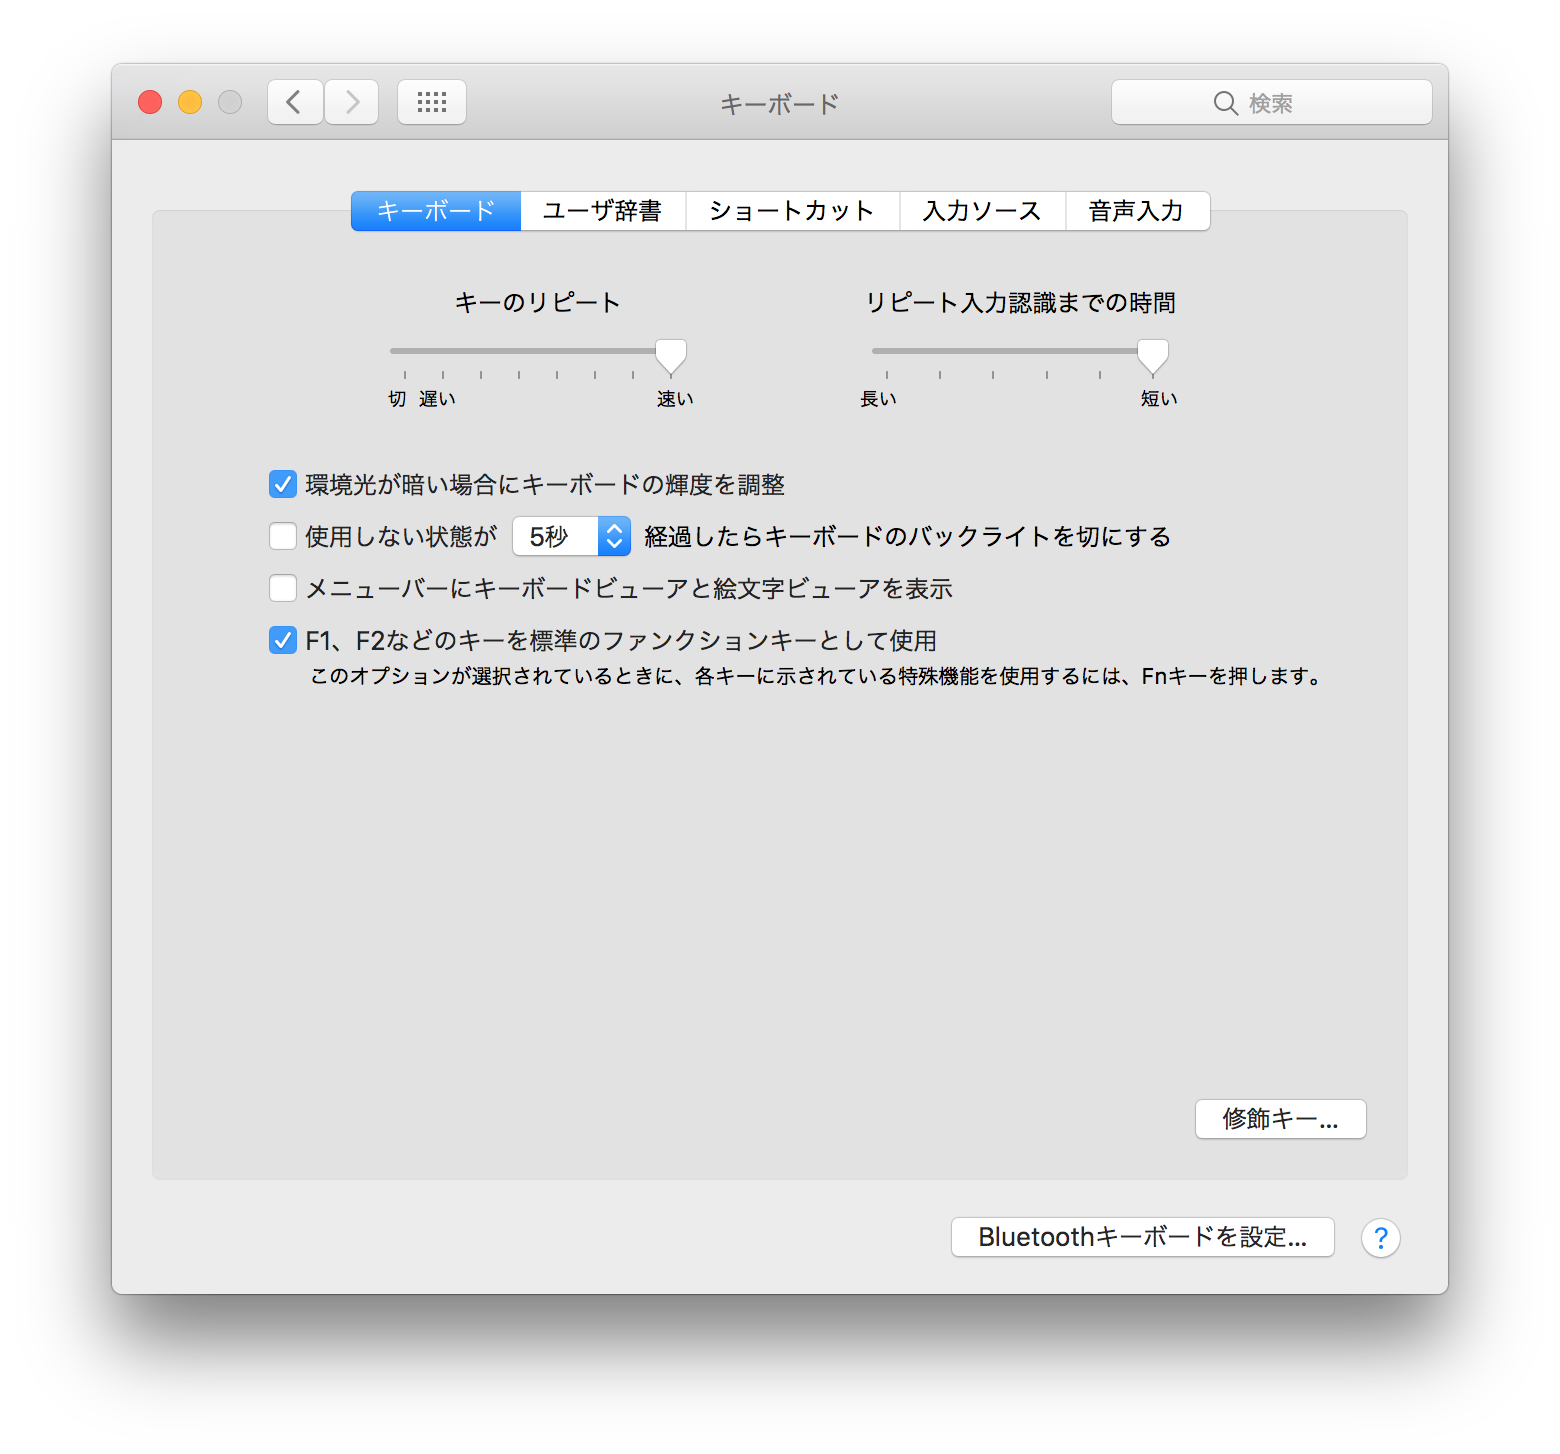 キーボード
検索
キーボード ユーザ辞書 ショートカット 入力ソース 音声入力
キーのリピート リピート入力認識までの時間
切 遅い 速い 長い 短い
環境光が暗い場合にキーボードの輝度を調整
使用しない状態が 5秒 経過したらキーボードのバックライトを切にする
メニューバーにキーボードビューアと絵文字ビューアを表示
F1、F2などのキーを標準のファンクションキーとして使用
このオプションが選択されているときに、各キーに示されている特殊機能を使用するには、Fnキーを押します。
修飾キー...
Bluetoothキーボードを設定... ?